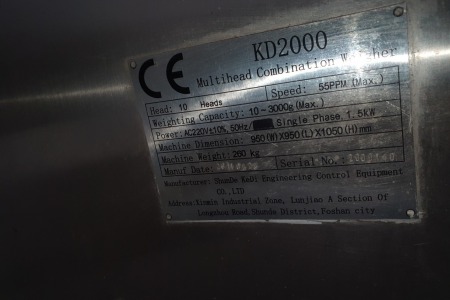 CE
KD2000
Multihead Combination Weigher
Head: 10 Heads Speed: 55PPM (Max.)
Weighting Capacity: 10-3000g(Max.)
Power: AC220V±10%, 50Hz/ Single Phase 1.5kW
Machine Dimension: 950(W)X950(L)X1050(H)mm
Machine Weight: 260 kg
Manuf Date: Serial No.:
Manufacturer: ShunDe KeDi Engineering Control Equipment
CO.,LTD
Address:Xinmin Industrial Zone, Lunjiao A Section Of
Longzhou Road,Shunde District,Foshan city